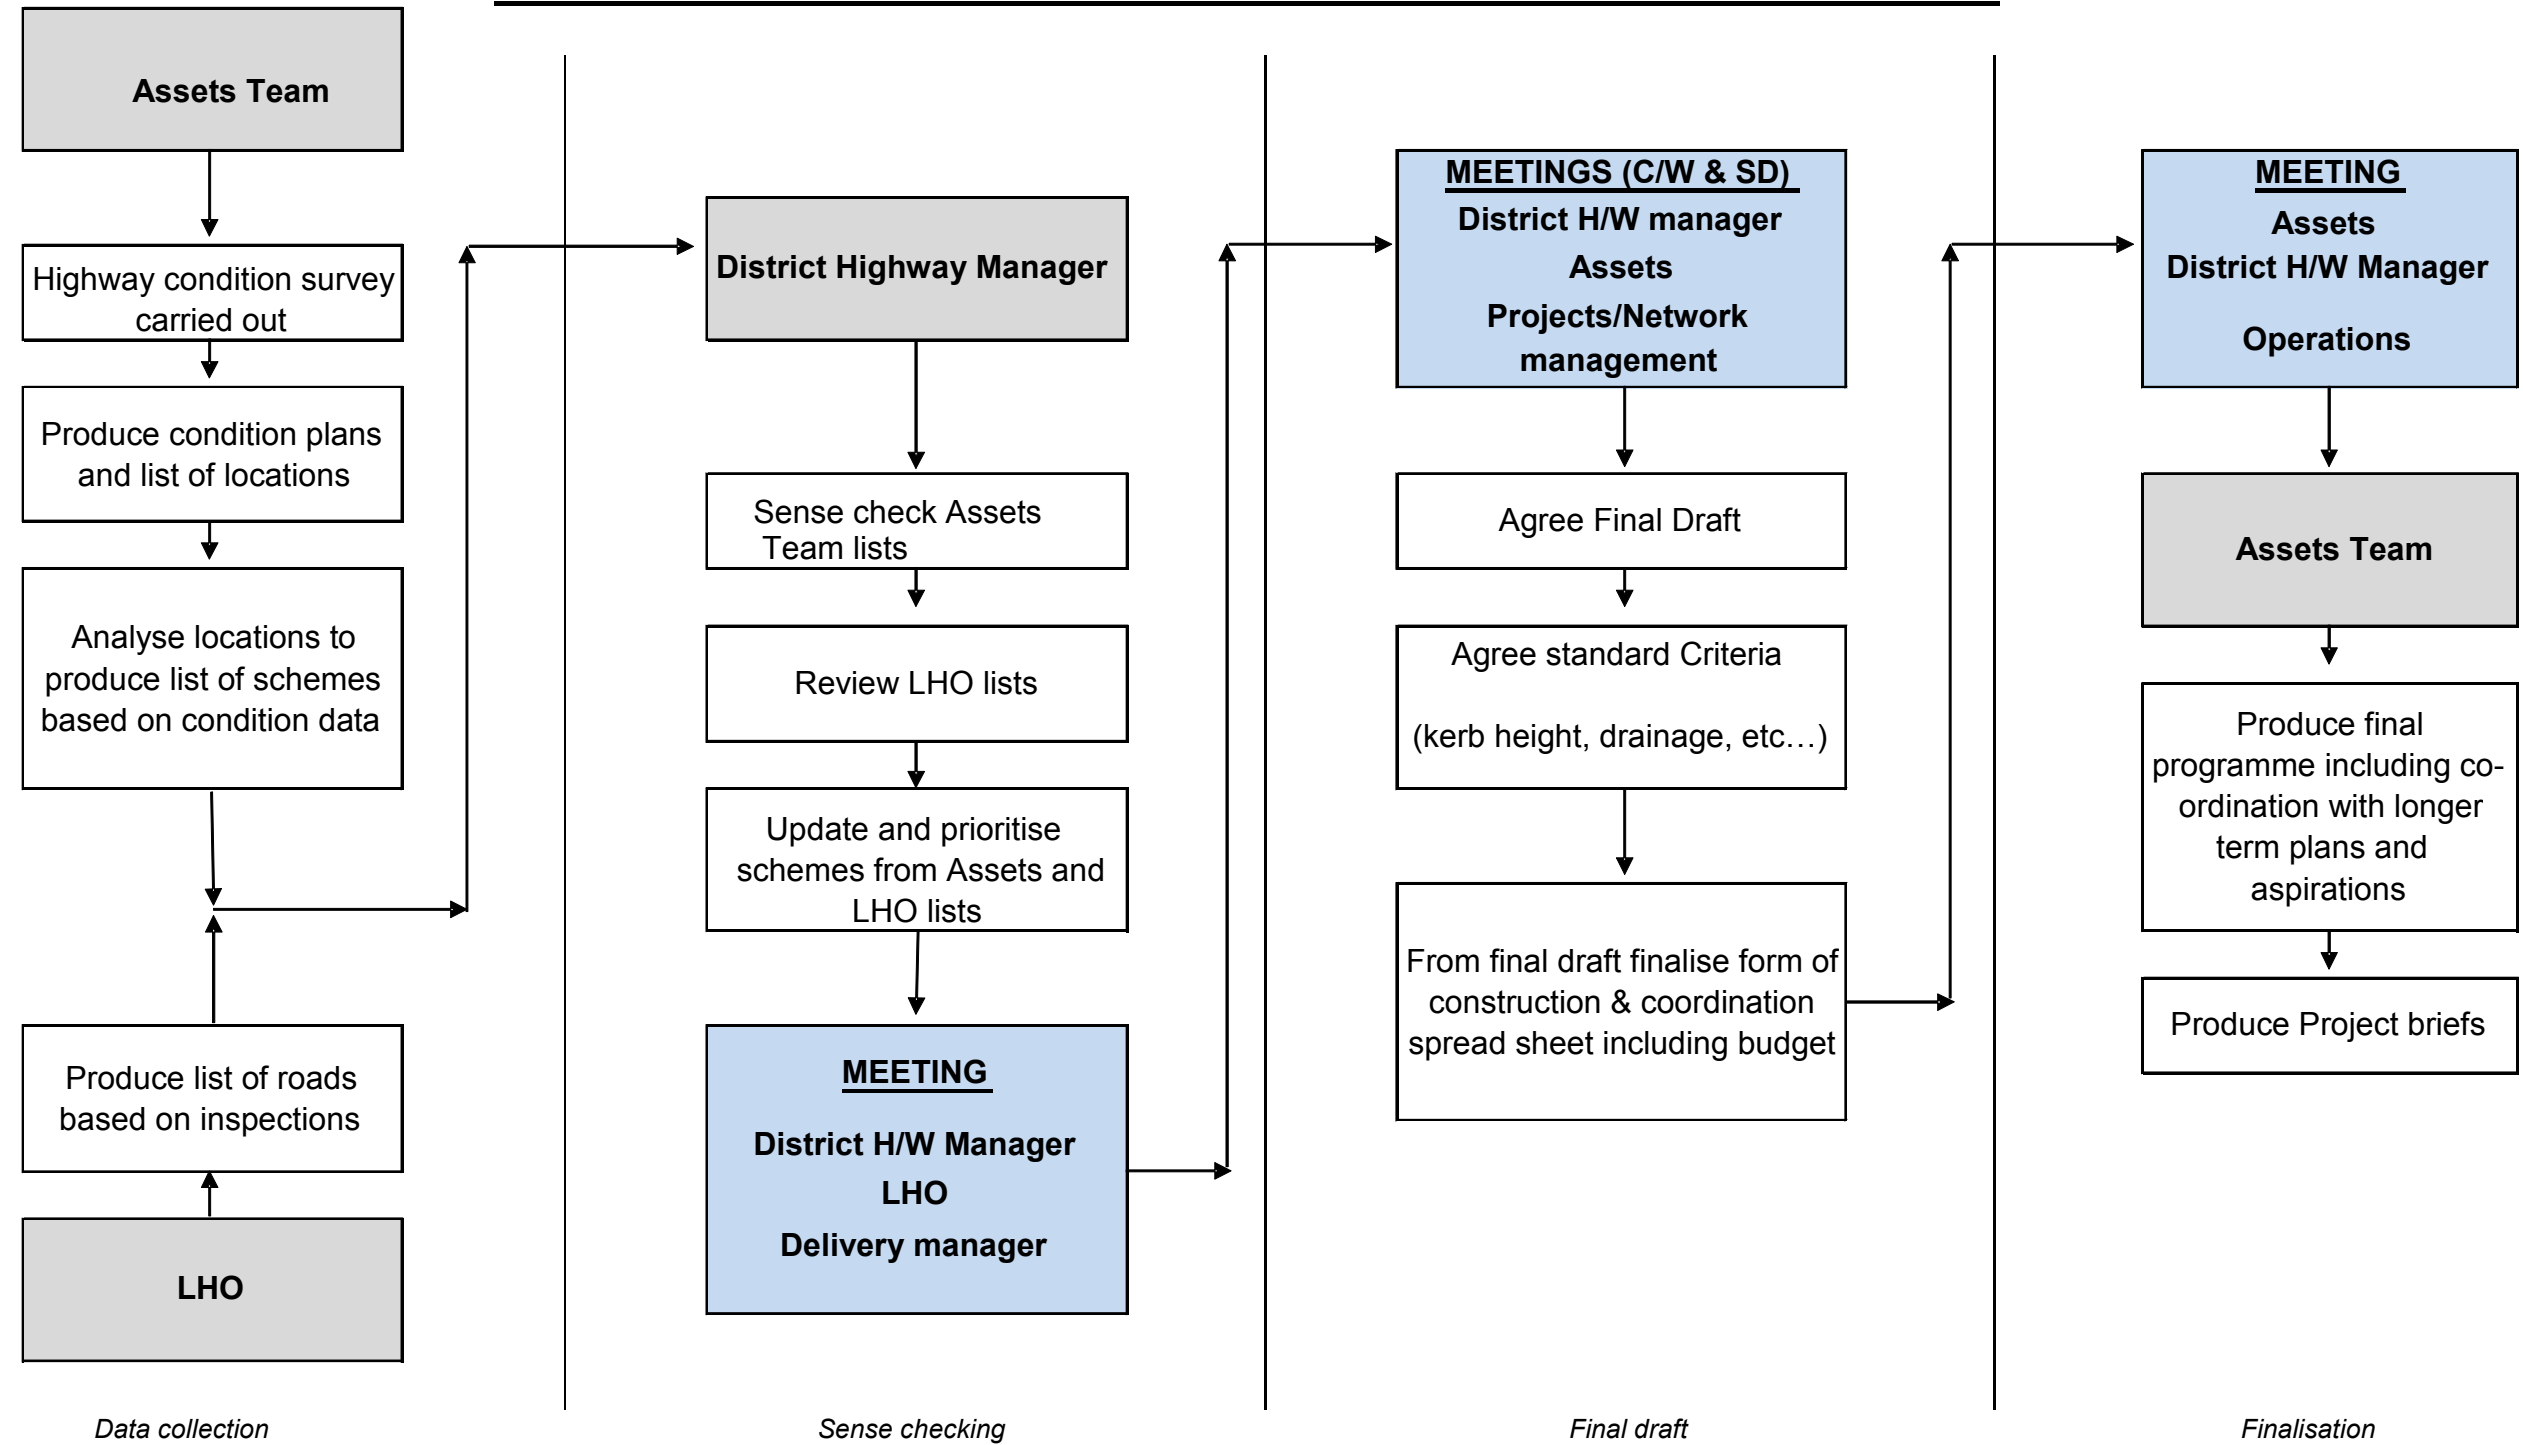 Assets Team
Highway condition survey
carried out
Produce condition plans
and list of locations
Analyse locations to
produce list of schemes
based on condition data
Produce list of roads
based on inspections
LHO
Data collection
District Highway Manager
Sense check Assets
Team lists
Review LHO lists
Update and prioritise
schemes from Assets and
LHO lists
MEETING
District H/W Manager
LHO
Delivery manager
Sense checking
MEETINGS (C/W & SD)
District H/W manager
Assets
Projects/Network
management
Agree Final Draft
Agree standard Criteria
(kerb height, drainage, etc…)
From final draft finalise form of
construction & coordination
spread sheet including budget
Final draft
MEETING
Assets
District H/W Manager
Operations
Assets Team
Produce final
programme including co-
ordination with longer
term plans and
aspirations
Produce Project briefs
Finalisation